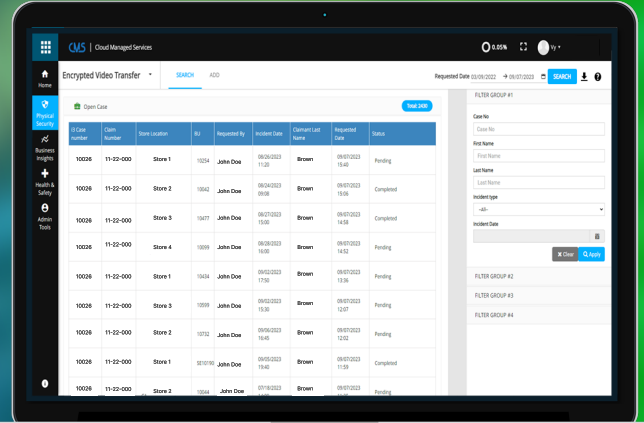 CMS | Cloud Managed Services
0.05%
Vy
Home
Physical Security
Business Insights
Health & Safety
Admin Tools
Encrypted Video Transfer
SEARCH
ADD
Requested Date 03/09/2022 → 09/07/2023
SEARCH
Open Case
Total: 2430
EI Case number
Claim Number
Store Location
BU
Requested By
Incident Date
Claimant Last Name
Requested Date
Status
10026 11-22-000 Store 1 10234 John Doe 08/26/2023 11:20 Brown 09/07/2023 15:40 Pending
10026 11-22-000 Store 2 10042 John Doe 08/24/2023 09:08 Brown 09/07/2023 15:06 Completed
10026 11-22-000 Store 3 10477 John Doe 08/27/2023 15:00 Brown 09/07/2023 14:58 Completed
10026 11-22-000 Store 4 10099 John Doe 08/28/2023 16:00 Brown 09/07/2023 14:52 Pending
10026 11-22-000 Store 1 10434 John Doe 09/02/2023 17:50 Brown 09/07/2023 13:36 Pending
10026 11-22-000 Store 3 10599 John Doe 09/02/2023 15:30 Brown 09/07/2023 12:07 Pending
10026 11-22-000 Store 2 10732 John Doe 09/06/2023 16:45 Brown 09/07/2023 12:02 Pending
10026 11-22-000 Store 1 SE10190 John Doe 09/05/2023 19:40 Brown 09/07/2023 11:59 Completed
10026 11-22-000 Store 3 10044 John Doe 07/18/2023 Brown 09/07/2023 Pending
FILTER GROUP #1
Case No
Case No
First Name
First Name
Last Name
Last Name
Incident type
--All--
Incident Date
Clear
Apply
FILTER GROUP #2
FILTER GROUP #3
FILTER GROUP #4